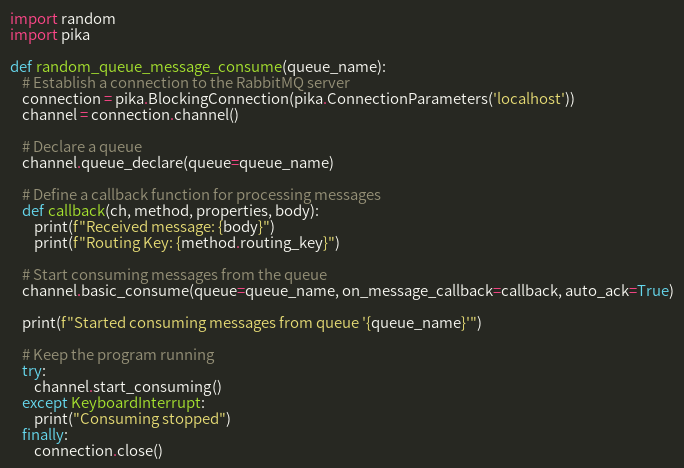 import random
import pika

def random_queue_message_consume(queue_name):
    # Establish a connection to the RabbitMQ server
    connection = pika.BlockingConnection(pika.ConnectionParameters('localhost'))
    channel = connection.channel()

    # Declare a queue
    channel.queue_declare(queue=queue_name)

    # Define a callback function for processing messages
    def callback(ch, method, properties, body):
        print(f"Received message: {body}")
        print(f"Routing Key: {method.routing_key}")

    # Start consuming messages from the queue
    channel.basic_consume(queue=queue_name, on_message_callback=callback, auto_ack=True)

    print(f"Started consuming messages from queue '{queue_name}'")

    # Keep the program running
    try:
        channel.start_consuming()
    except KeyboardInterrupt:
        print("Consuming stopped")
    finally:
        connection.close()